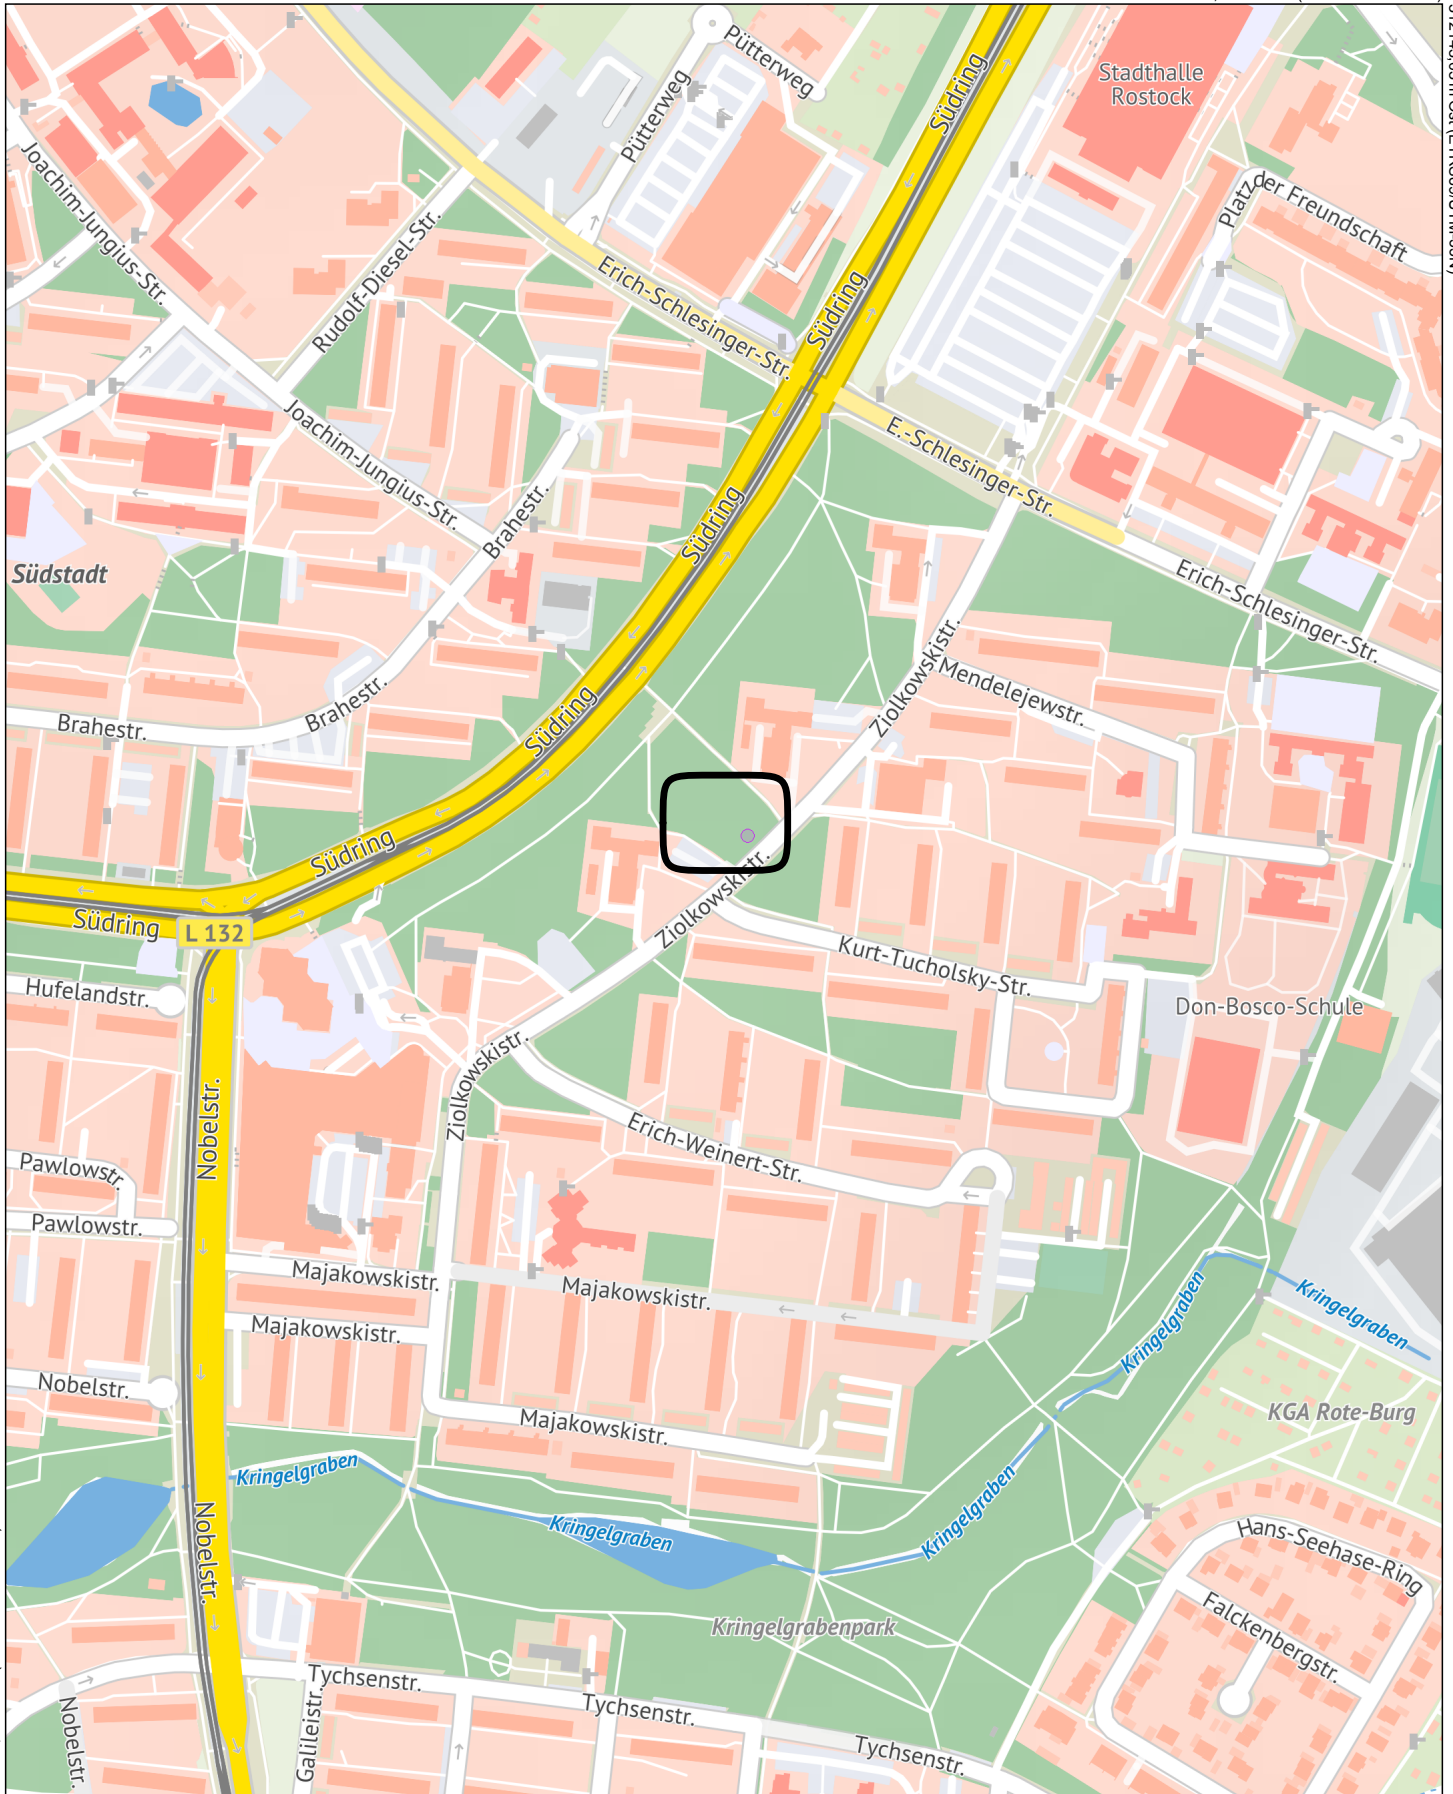 Pütterweg
Pütterweg
Südring
Stadthalle
Rostock
Platz der Freundschaft
Joachim-Jungius-Str.
Rudolf-Diesel-Str.
Erich-Schlesinger-Str.
Südring
E.-Schlesinger-Str.
Joachim-Jungius-Str.
Brahestr.
Südring
Südstadt
Erich-Schlesinger-Str.
Ziolkowskistr.
Mendelejewstr.
Brahestr.
Brahestr.
Südring
Südring
Südring
L 132
Ziolkowskistr.
Kurt-Tucholsky-Str.
Hufelandstr.
Don-Bosco-Schule
Ziolkowskistr.
Nobelstr.
Erich-Weinert-Str.
Pawlowstr.
Pawlowstr.
Majakowskistr.
Majakowskistr.
Majakowskistr.
Kringelgraben
Kringelgraben
Nobelstr.
Majakowskistr.
KGA Rote-Burg
Kringelgraben
Kringelgraben
Kringelgraben
Nobelstr.
Hans-Seehase-Ring
Falckenbergstr.
Kringelgrabenpark
Tychsenstr.
Tychsenstr.
Tychsenstr.
Nobelstr.
Galileistr.